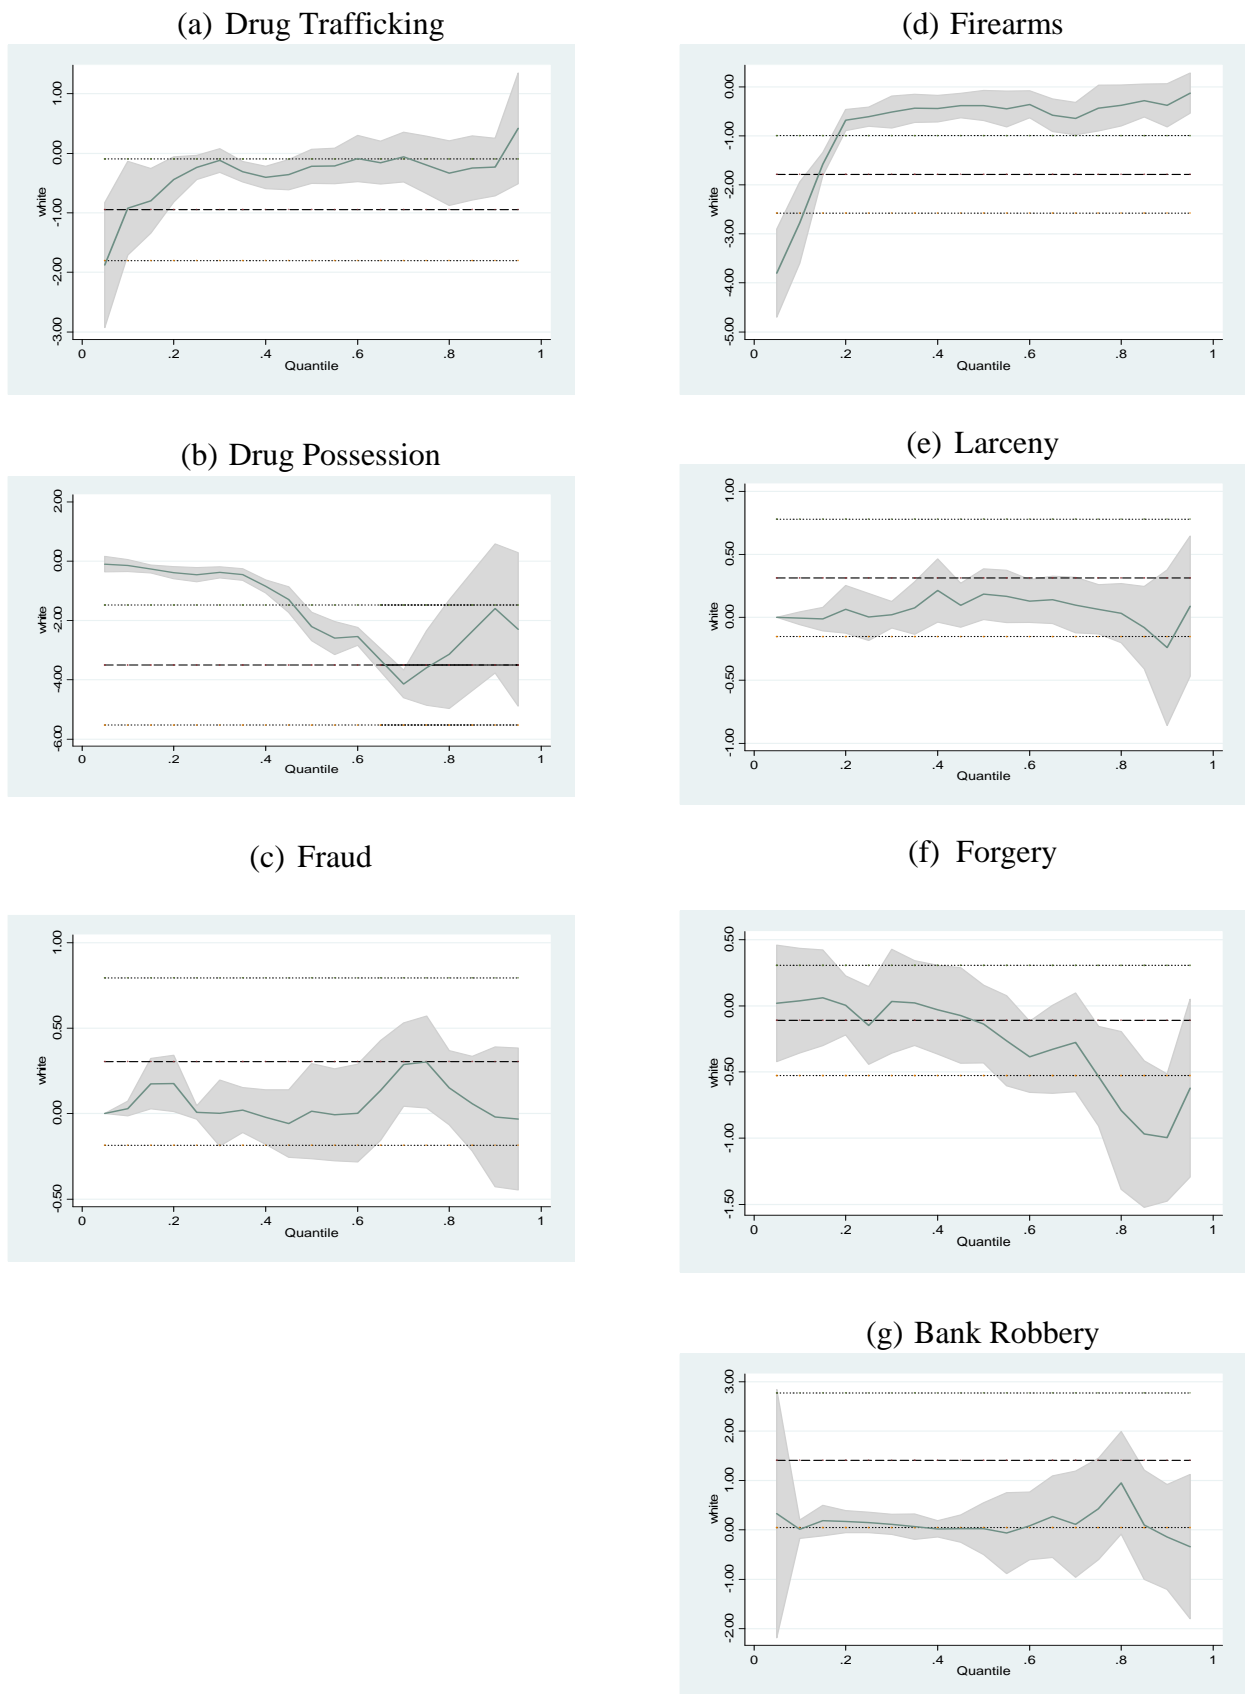 (a) Drug Trafficking
1.00
0.00
-1.00
-2.00
-3.00
white
0 .2 .4 .6 .8 1
Quantile
(d) Firearms
0.00
-1.00
-2.00
-3.00
-4.00
-5.00
white
0 .2 .4 .6 .8 1
Quantile
(b) Drug Possession
2.00
0.00
-2.00
-4.00
-6.00
white
0 .2 .4 .6 .8 1
Quantile
(e) Larceny
1.00
0.50
0.00
-0.50
-1.00
white
0 .2 .4 .6 .8 1
Quantile
(c) Fraud
1.00
0.50
0.00
-0.50
white
0 .2 .4 .6 .8 1
Quantile
(f) Forgery
0.50
0.00
-0.50
-1.00
-1.50
white
0 .2 .4 .6 .8 1
Quantile
(g) Bank Robbery
3.00
2.00
1.00
0.00
-1.00
-2.00
white
0 .2 .4 .6 .8 1
Quantile